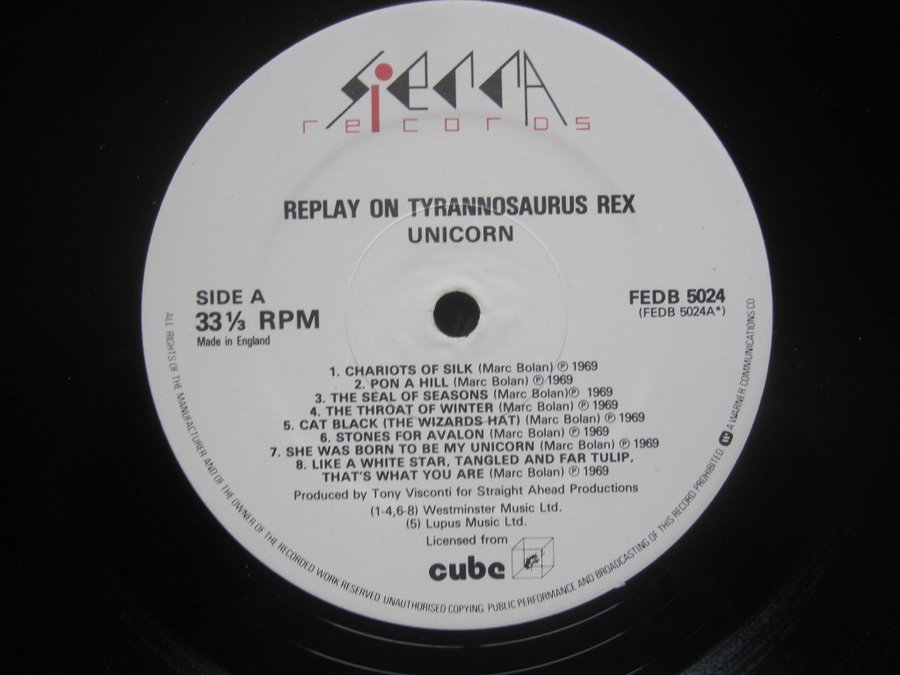 sierra
records
REPLAY ON TYRANNOSAURUS REX
UNICORN
SIDE A
33⅓ RPM
Made in England
FEDB 5024
(FEDB 5024A*)
1. CHARIOTS OF SILK (Marc Bolan) ℗ 1969
2. PON A HILL (Marc Bolan) ℗ 1969
3. THE SEAL OF SEASONS (Marc Bolan)℗ 1969
4. THE THROAT OF WINTER (Marc Bolan) ℗ 1969
5. CAT BLACK (THE WIZARDS HAT) (Marc Bolan) ℗ 1969
6. STONES FOR AVALON (Marc Bolan) ℗ 1969
7. SHE WAS BORN TO BE MY UNICORN (Marc Bolan) ℗ 1969
8. LIKE A WHITE STAR, TANGLED AND FAR TULIP,
THAT'S WHAT YOU ARE (Marc Bolan) ℗ 1969
Produced by Tony Visconti for Straight Ahead Productions
(1-4,6-8) Westminster Music Ltd.
(5) Lupus Music Ltd.
Licensed from
cube
ALL RIGHTS OF THE MANUFACTURER AND OF THE OWNER OF THE RECORDED WORK RESERVED UNAUTHORISED COPYING, PUBLIC PERFORMANCE AND BROADCASTING OF THIS RECORD PROHIBITED. W A WARNER COMMUNICATIONS CO